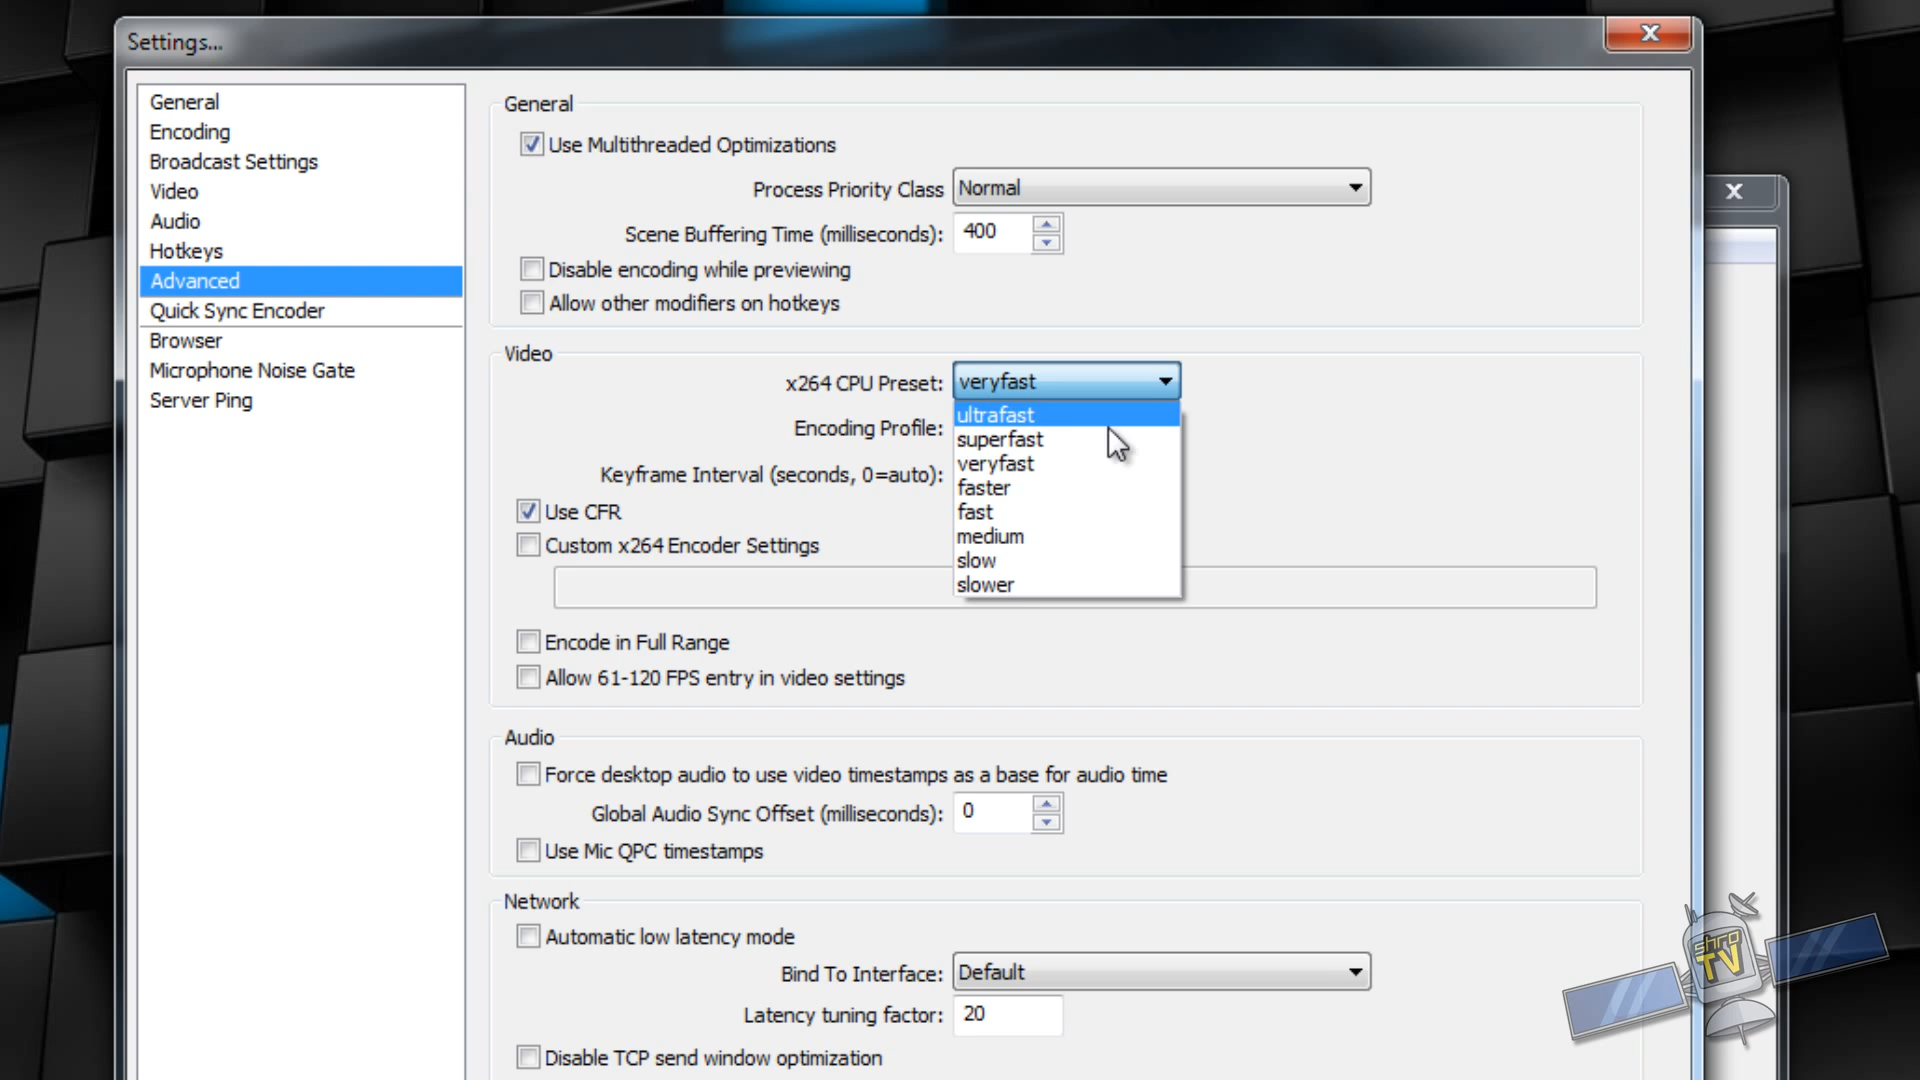 Settings...
General
Encoding
Broadcast Settings
Video
Audio
Hotkeys
Advanced
Quick Sync Encoder
Browser
Microphone Noise Gate
Server Ping
General
Use Multithreaded Optimizations
Process Priority Class Normal
Scene Buffering Time (milliseconds): 400
Disable encoding while previewing
Allow other modifiers on hotkeys
Video
x264 CPU Preset: veryfast
ultrafast
Encoding Profile:
superfast
veryfast
Keyframe Interval (seconds, 0=auto):
faster
Use CFR
fast
medium
Custom x264 Encoder Settings
slow
slower
Encode in Full Range
Allow 61-120 FPS entry in video settings
Audio
Force desktop audio to use video timestamps as a base for audio time
Global Audio Sync Offset (milliseconds): 0
Use Mic QPC timestamps
Network
Automatic low latency mode
Bind To Interface: Default
Latency tuning factor: 20
Disable TCP send window optimization
shro
TV